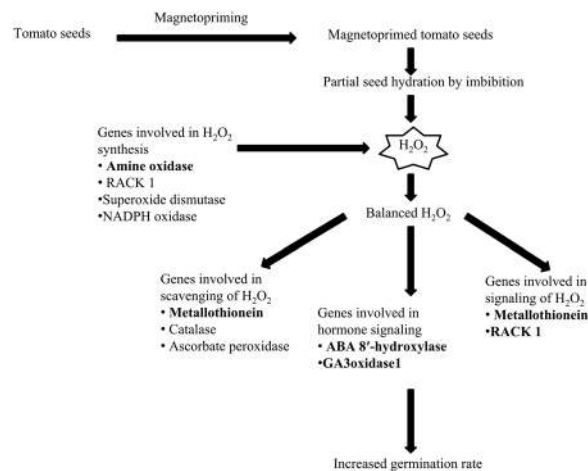 Magnetopriming
Tomato seeds
Magnetoprimed tomato seeds
Partial seed hydration by imbibition
Genes involved in H₂O₂
synthesis
• Amine oxidase
• RACK 1
•Superoxide dismutase
•NADPH oxidase
H₂O₂
Balanced H₂O₂
Genes involved in
scavenging of H₂O₂
• Metallothionein
• Catalase
• Ascorbate peroxidase
Genes involved in
hormone signaling
• ABA 8′-hydroxylase
•GA3oxidase1
Genes involved in
signaling of H₂O₂
• Metallothionein
•RACK 1
Increased germination rate